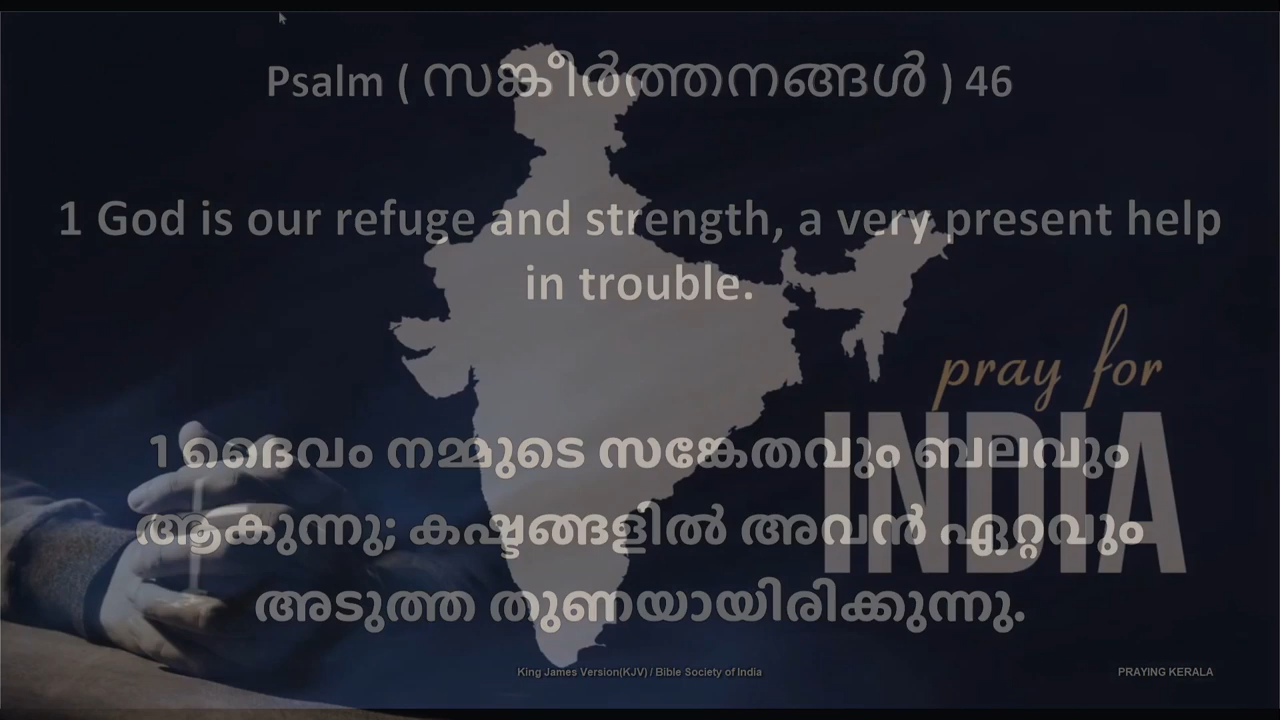 Psalm ( സങ്കീർത്തനങ്ങൾ ) 46
1 God is our refuge and strength, a very present help
in trouble.
pray for
INDIA
1 ദൈവം നമ്മുടെ സങ്കേതവും ബലവും
ആകുന്നു; കഷ്ടങ്ങളിൽ അവൻ ഏറ്റവും
അടുത്ത തുണയായിരിക്കുന്നു.
King James Version(KJV) / Bible Society of India
PRAYING KERALA